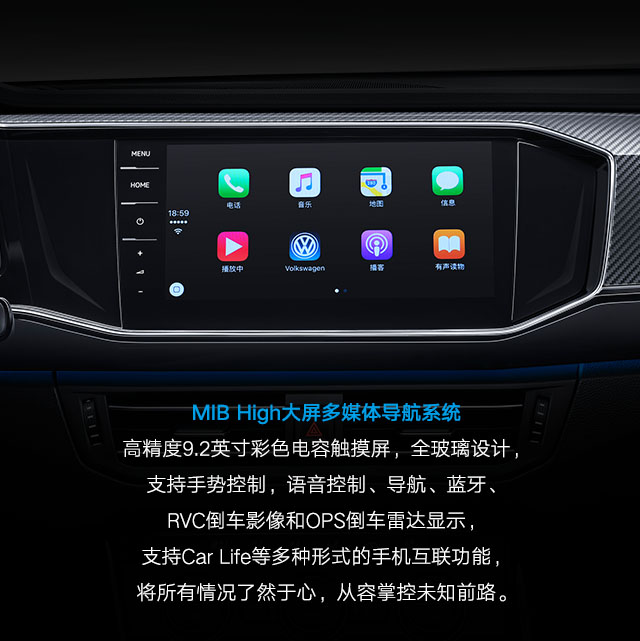 MENU
HOME
18:59
电话
音乐
地图
信息
播放中
Volkswagen
播客
有声读物
MIB High大屏多媒体导航系统
高精度9.2英寸彩色电容触摸屏，全玻璃设计，
支持手势控制，语音控制、导航、蓝牙、
RVC倒车影像和OPS倒车雷达显示，
支持Car Life等多种形式的手机互联功能，
将所有情况了然于心，从容掌控未知前路。